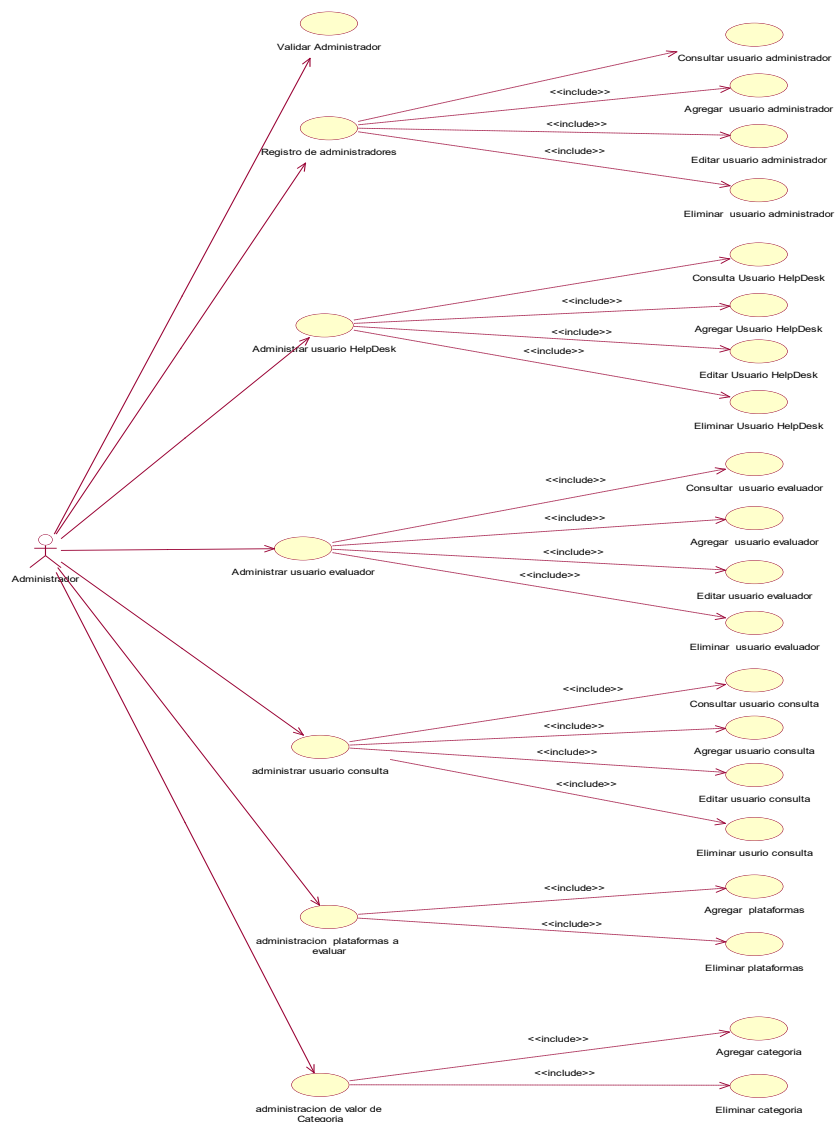 Validar Administrador
Consultar usuario administrador
<<include>>
Agregar usuario administrador
<<include>>
Registro de administradores
<<include>>
Editar usuario administrador
Eliminar usuario administrador
Consulta Usuario HelpDesk
<<include>>
Agregar Usuario HelpDesk
<<include>>
Administrar usuario HelpDesk
<<include>>
Editar Usuario HelpDesk
Eliminar Usuario HelpDesk
<<include>>
Consultar usuario evaluador
<<include>>
Agregar usuario evaluador
<<include>>
Administrar usuario evaluador
<<include>>
Administrador
Editar usuario evaluador
Eliminar usuario evaluador
<<include>>
Consultar usuario consulta
<<include>>
Agregar usuario consulta
<<include>>
administrar usuario consulta
<<include>>
Editar usuario consulta
Eliminar usurio consulta
<<include>>
Agregar plataformas
<<include>>
administracion plataformas a
evaluar
Eliminar plataformas
<<include>>
Agregar categoria
<<include>>
administracion de valor de
Categoria
Eliminar categoria